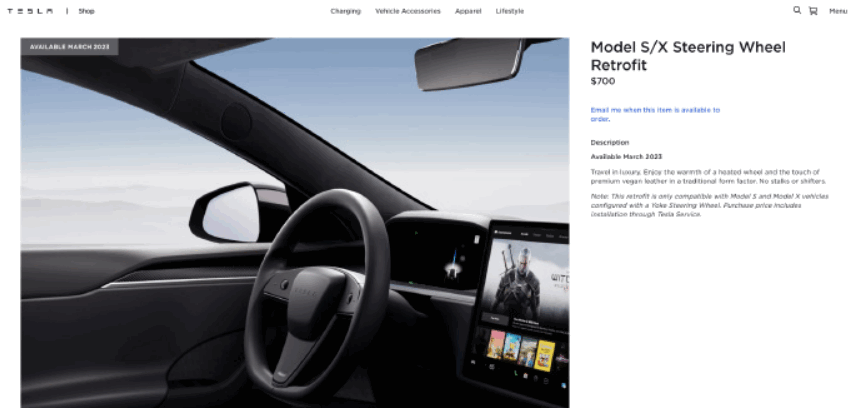 TESLA | Shop
Charging Vehicle Accessories Apparel Lifestyle
Menu
AVAILABLE MARCH 2023
Model S/X Steering Wheel
Retrofit
$700
Email me when this item is available to
order.
Description
Available March 2023
Travel in luxury. Enjoy the warmth of a heated wheel and the touch of
premium vegan leather in a traditional form factor. No stalks or shifters.
Note: This retrofit is only compatible with Model S and Model X vehicles
configured with a Yoke Steering Wheel. Purchase price includes
installation through Tesla Service.